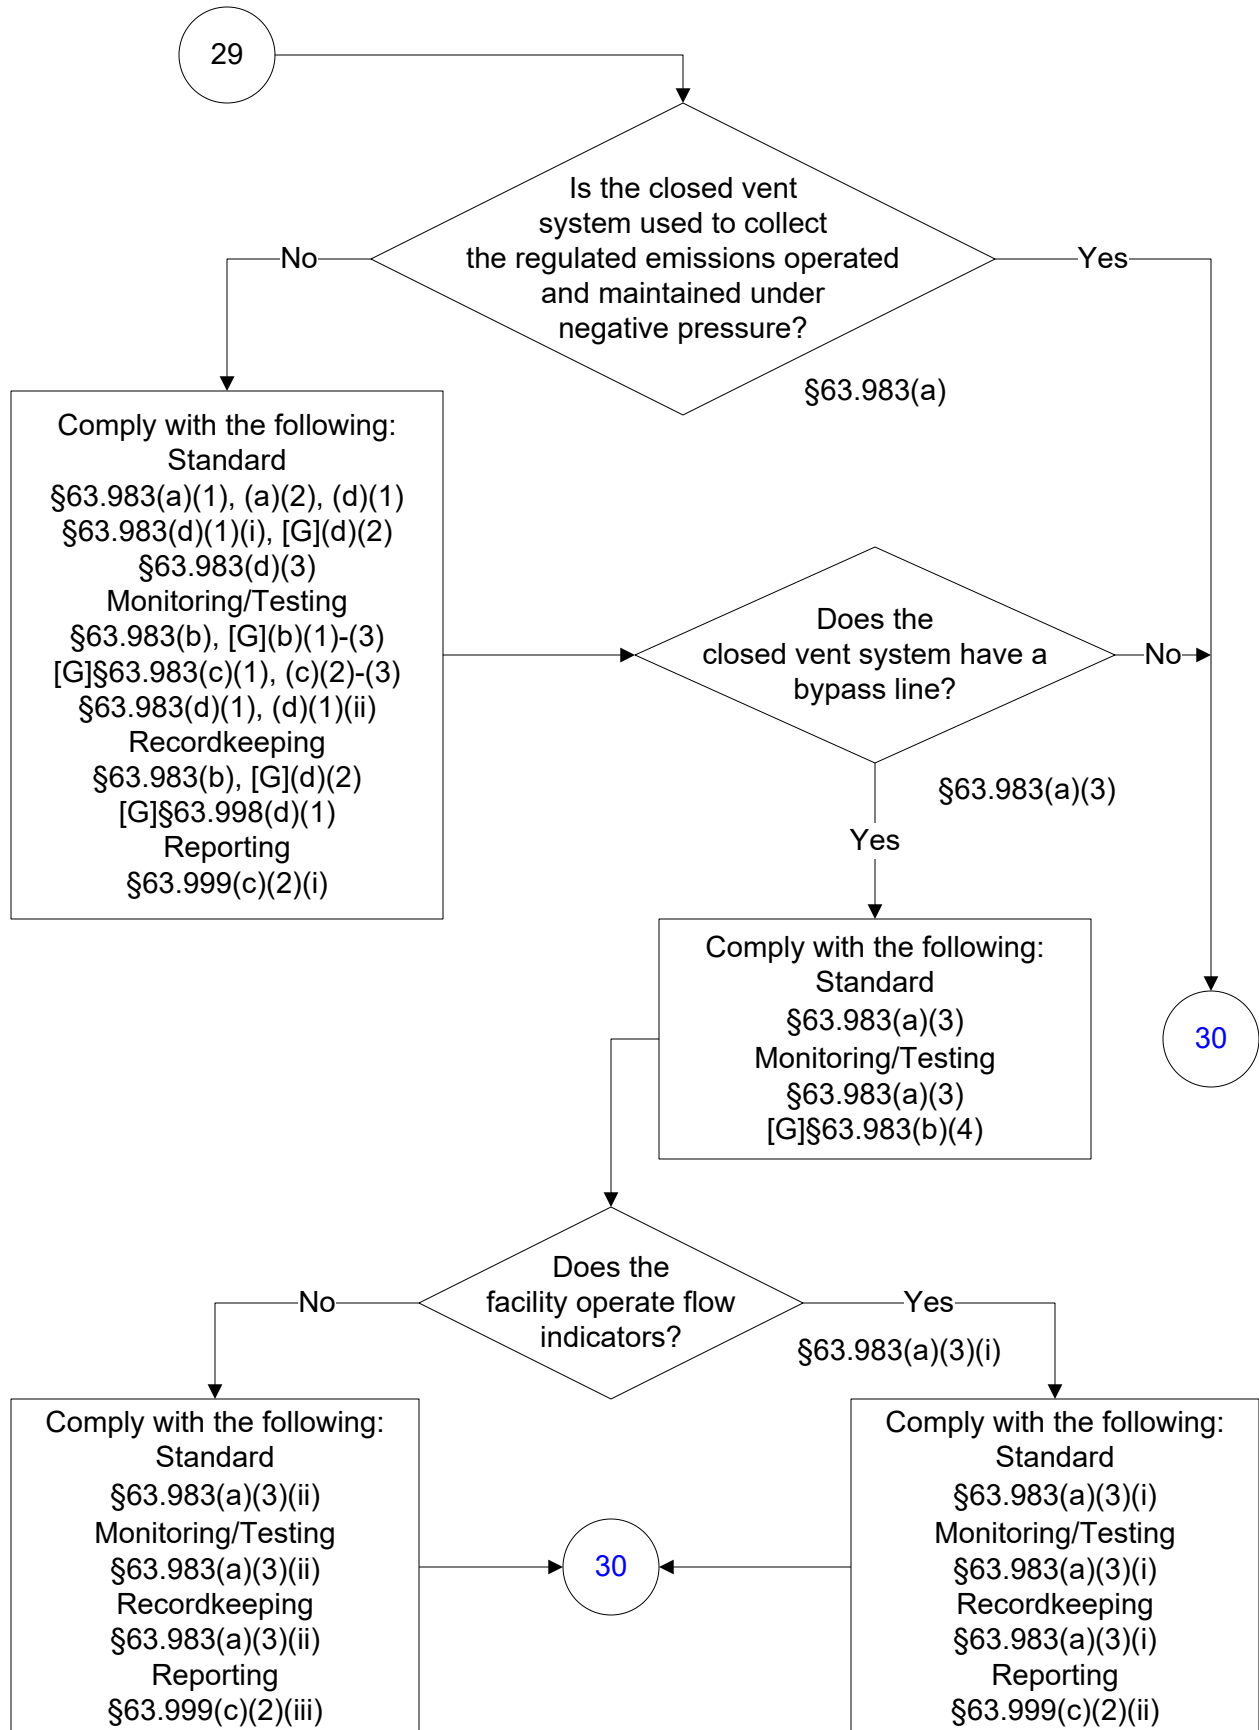 29
Is the closed vent
system used to collect
the regulated emissions operated
and maintained under
negative pressure?
No
Yes
§63.983(a)
Comply with the following:
Standard
§63.983(a)(1), (a)(2), (d)(1)
§63.983(d)(1)(i), [G](d)(2)
§63.983(d)(3)
Monitoring/Testing
§63.983(b), [G](b)(1)-(3)
[G]§63.983(c)(1), (c)(2)-(3)
§63.983(d)(1), (d)(1)(ii)
Recordkeeping
§63.983(b), [G](d)(2)
[G]§63.998(d)(1)
Reporting
§63.999(c)(2)(i)
Does the
closed vent system have a
bypass line?
No
§63.983(a)(3)
Yes
Comply with the following:
Standard
§63.983(a)(3)
Monitoring/Testing
§63.983(a)(3)
[G]§63.983(b)(4)
30
Does the
facility operate flow
indicators?
No
Yes
§63.983(a)(3)(i)
Comply with the following:
Standard
§63.983(a)(3)(ii)
Monitoring/Testing
§63.983(a)(3)(ii)
Recordkeeping
§63.983(a)(3)(ii)
Reporting
§63.999(c)(2)(iii)
30
Comply with the following:
Standard
§63.983(a)(3)(i)
Monitoring/Testing
§63.983(a)(3)(i)
Recordkeeping
§63.983(a)(3)(i)
Reporting
§63.999(c)(2)(ii)